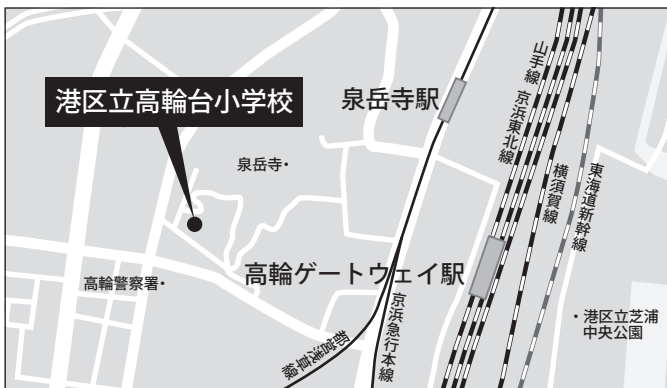 港区立高輪台小学校
泉岳寺駅
山手線
京浜東北線
横須賀線
東海道新幹線
泉岳寺・
高輪警察署・
高輪ゲートウェイ駅
京浜急行本線
都営浅草線
・港区立芝浦
中央公園